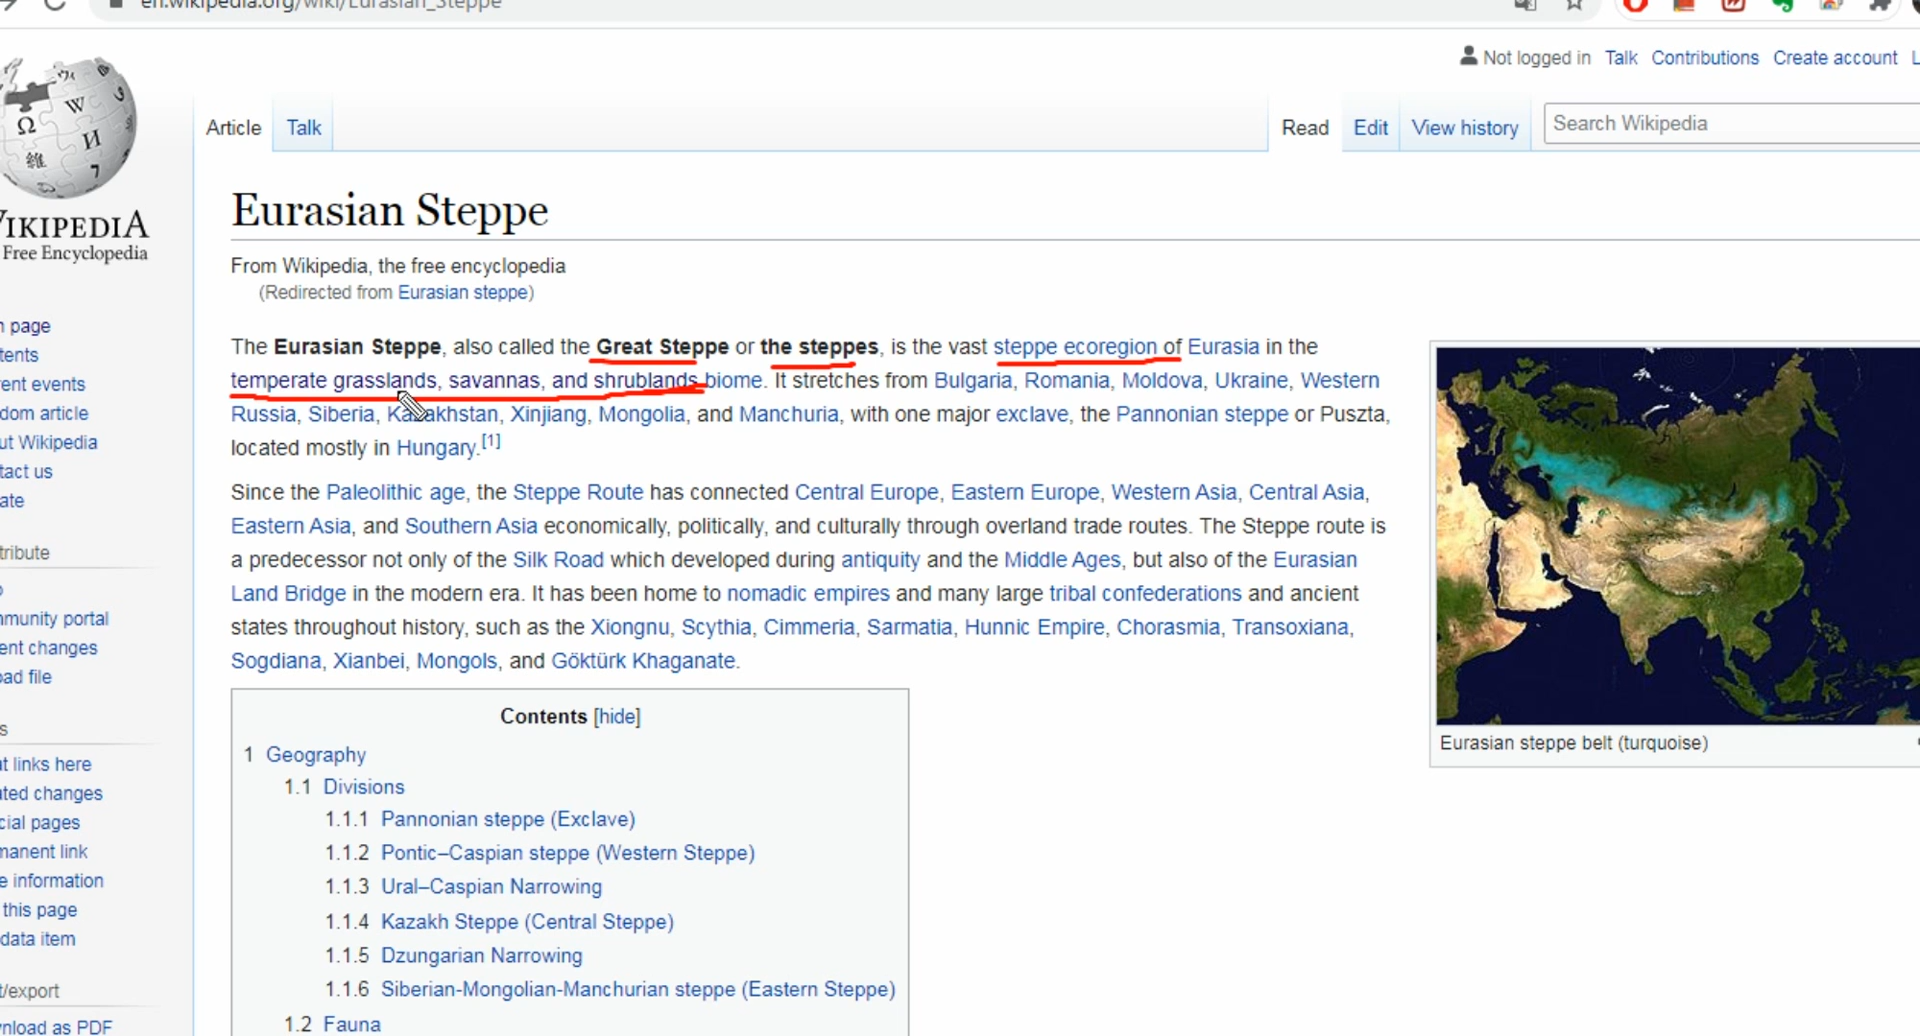 en.wikipedia.org/wiki/Eurasian_Steppe
Not logged in Talk Contributions Create account
Article Talk Read Edit View history Search Wikipedia
WIKIPEDIA
Free Encyclopedia
Eurasian Steppe
From Wikipedia, the free encyclopedia
(Redirected from Eurasian steppe)
The Eurasian Steppe, also called the Great Steppe or the steppes, is the vast steppe ecoregion of Eurasia in the
temperate grasslands, savannas, and shrublands biome. It stretches from Bulgaria, Romania, Moldova, Ukraine, Western
Russia, Siberia, Kazakhstan, Xinjiang, Mongolia, and Manchuria, with one major exclave, the Pannonian steppe or Puszta,
located mostly in Hungary.[1]
Since the Paleolithic age, the Steppe Route has connected Central Europe, Eastern Europe, Western Asia, Central Asia,
Eastern Asia, and Southern Asia economically, politically, and culturally through overland trade routes. The Steppe route is
a predecessor not only of the Silk Road which developed during antiquity and the Middle Ages, but also of the Eurasian
Land Bridge in the modern era. It has been home to nomadic empires and many large tribal confederations and ancient
states throughout history, such as the Xiongnu, Scythia, Cimmeria, Sarmatia, Hunnic Empire, Chorasmia, Transoxiana,
Sogdiana, Xianbei, Mongols, and Göktürk Khaganate.
Eurasian steppe belt (turquoise)
Contents [hide]
1 Geography
1.1 Divisions
1.1.1 Pannonian steppe (Exclave)
1.1.2 Pontic–Caspian steppe (Western Steppe)
1.1.3 Ural–Caspian Narrowing
1.1.4 Kazakh Steppe (Central Steppe)
1.1.5 Dzungarian Narrowing
1.1.6 Siberian-Mongolian-Manchurian steppe (Eastern Steppe)
1.2 Fauna
n page
tents
rent events
dom article
ut Wikipedia
tact us
ate
tribute
munity portal
ent changes
oad file
s
t links here
ated changes
cial pages
manent link
e information
this page
data item
t/export
nload as PDF